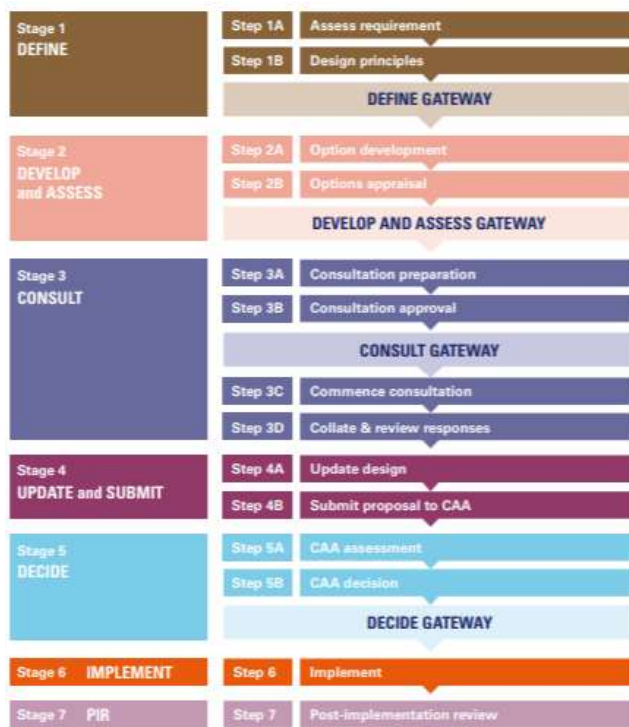 Stage 1
DEFINE
Step 1A Assess requirement
Step 1B Design principles
DEFINE GATEWAY
Stage 2
DEVELOP
and ASSESS
Step 2A Option development
Step 2B Options appraisal
DEVELOP AND ASSESS GATEWAY
Stage 3
CONSULT
Step 3A Consultation preparation
Step 3B Consultation approval
CONSULT GATEWAY
Step 3C Commence consultation
Step 3D Collate & review responses
Stage 4
UPDATE and SUBMIT
Step 4A Update design
Step 4B Submit proposal to CAA
Stage 5
DECIDE
Step 5A CAA assessment
Step 5B CAA decision
DECIDE GATEWAY
Stage 6 IMPLEMENT Step 6 Implement
Stage 7 PIR Step 7 Post-implementation review